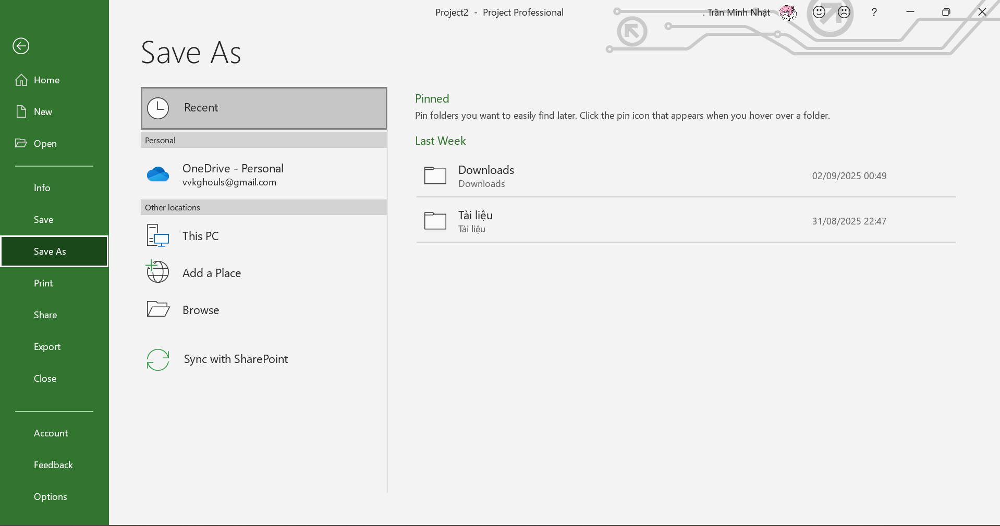 Project2 - Project Professional
. Trần Minh Nhật
?
Home
New
Open
Info
Save
Save As
Print
Share
Export
Close
Account
Feedback
Options
Save As
Recent
Personal
OneDrive - Personal
vvkghouls@gmail.com
Other locations
This PC
Add a Place
Browse
Sync with SharePoint
Pinned
Pin folders you want to easily find later. Click the pin icon that appears when you hover over a folder.
Last Week
Downloads
Downloads
02/09/2025 00:49
Tài liệu
Tài liệu
31/08/2025 22:47